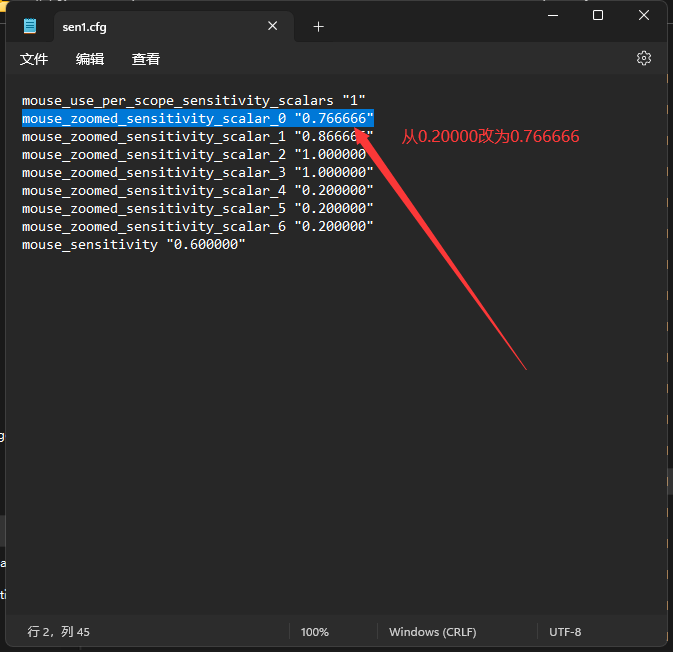 sen1.cfg
文件 编辑 查看
mouse_use_per_scope_sensitivity_scalars "1"
mouse_zoomed_sensitivity_scalar_0 "0.766666"
从0.20000改为0.766666
mouse_zoomed_sensitivity_scalar_1 "0.866666"
mouse_zoomed_sensitivity_scalar_2 "1.000000"
mouse_zoomed_sensitivity_scalar_3 "1.000000"
mouse_zoomed_sensitivity_scalar_4 "0.200000"
mouse_zoomed_sensitivity_scalar_5 "0.200000"
mouse_zoomed_sensitivity_scalar_6 "0.200000"
mouse_sensitivity "0.600000"
行 2，列 45 100% Windows (CRLF) UTF-8